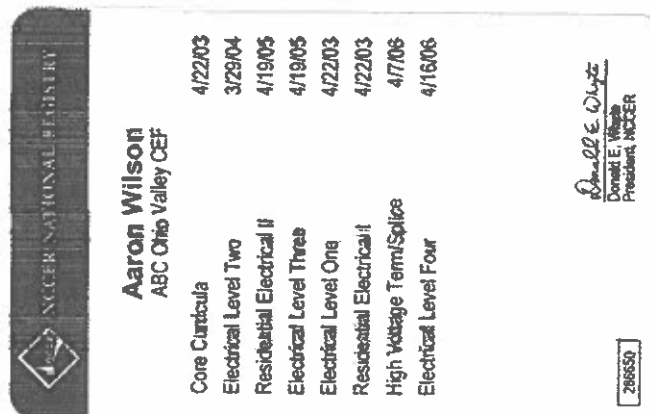 NCCER NATIONAL REGISTRY
Aaron Wilson
ABC Ohio Valley CEF
Core Curricula 4/22/03
Electrical Level Two 3/29/04
Residential Electrical II 4/19/05
Electrical Level Three 4/19/05
Electrical Level One 4/22/03
Residential Electrical I 4/22/03
High Voltage Term/Splice 4/7/06
Electrical Level Four 4/16/06
286650
Donald E. Whyte
Donald E. Whyte
President, NCCER